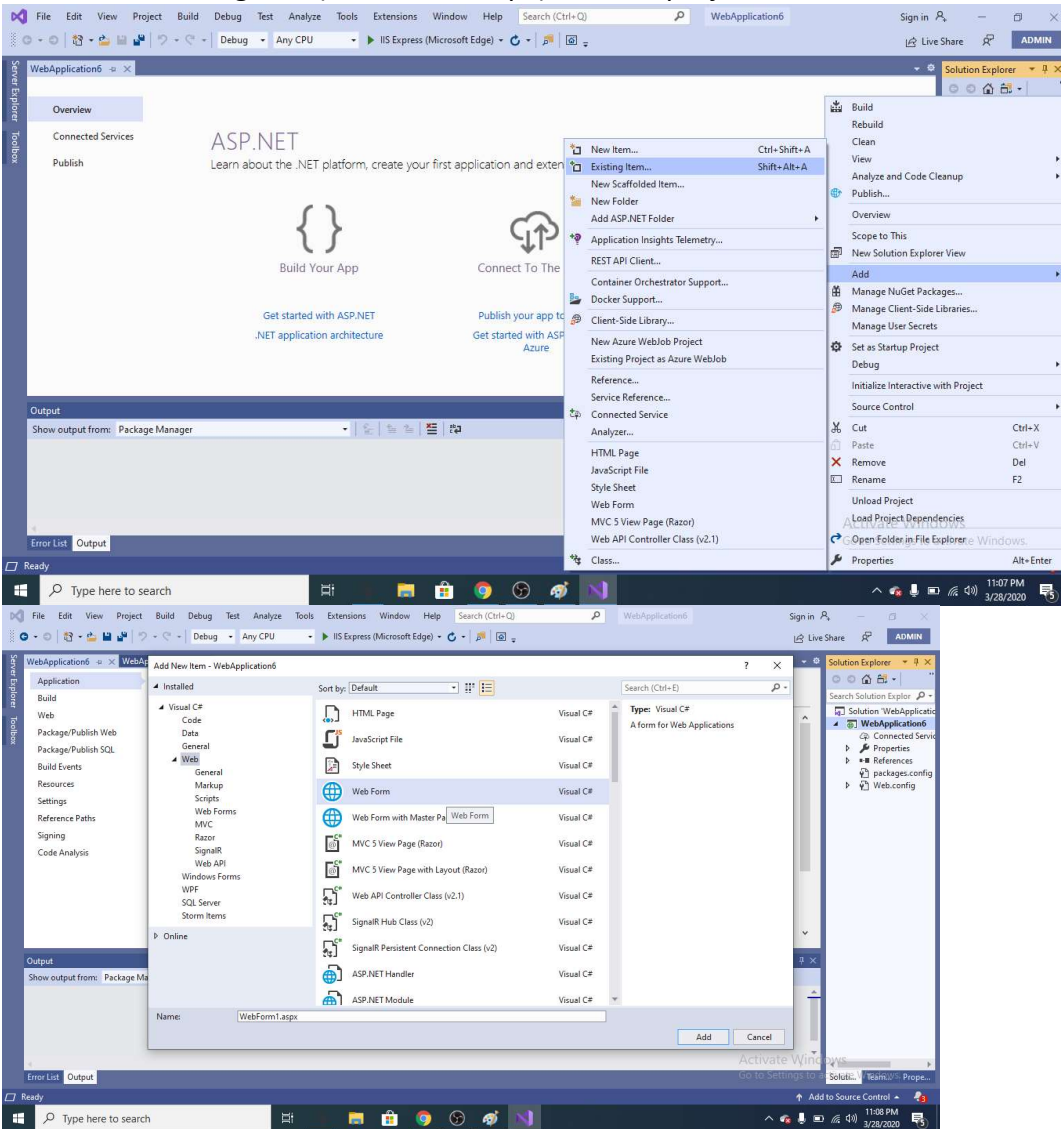 File Edit View Project Build Debug Test Analyze Tools Extensions Window Help Search (Ctrl+Q) WebApplication6 Sign in
Debug Any CPU IIS Express (Microsoft Edge) Live Share ADMIN
Server Explorer
Toolbox
WebApplication6
Overview
Connected Services
Publish
ASP.NET
Learn about the .NET platform, create your first application and exten
Build Your App
Connect To The
Get started with ASP.NET
.NET application architecture
Publish your app to
Get started with ASP
Azure
New Item... Ctrl+Shift+A
Existing Item... Shift+Alt+A
New Scaffolded Item...
New Folder
Add ASP.NET Folder
Application Insights Telemetry...
REST API Client...
Container Orchestrator Support...
Docker Support...
Client-Side Library...
New Azure WebJob Project
Existing Project as Azure WebJob
Reference...
Service Reference...
Connected Service
Analyzer...
HTML Page
JavaScript File
Style Sheet
Web Form
MVC 5 View Page (Razor)
Web API Controller Class (v2.1)
Class...
Solution Explorer
Build
Rebuild
Clean
View
Analyze and Code Cleanup
Publish...
Overview
Scope to This
New Solution Explorer View
Add
Manage NuGet Packages...
Manage Client-Side Libraries...
Manage User Secrets
Set as Startup Project
Debug
Initialize Interactive with Project
Source Control
Cut Ctrl+X
Paste Ctrl+V
Remove Del
Rename F2
Unload Project
Load Project Dependencies
Open Folder in File Explorer
Properties Alt+Enter
Activate Windows
Go to Settings to activate Windows.
Output
Show output from: Package Manager
Error List Output
Ready
Type here to search
11:07 PM
3/28/2020
File Edit View Project Build Debug Test Analyze Tools Extensions Window Help Search (Ctrl+Q) WebApplication6 Sign in
Debug Any CPU IIS Express (Microsoft Edge) Live Share ADMIN
Server Explorer
Toolbox
WebApplication6 WebAp
Application
Build
Web
Package/Publish Web
Package/Publish SQL
Build Events
Resources
Settings
Reference Paths
Signing
Code Analysis
Add New Item - WebApplication6 ? ×
Installed
Visual C#
Code
Data
General
Web
General
Markup
Scripts
Web Forms
MVC
Razor
SignalR
Web API
Windows Forms
WPF
SQL Server
Storm Items
Online
Sort by: Default
Search (Ctrl+E)
HTML Page Visual C#
JavaScript File Visual C#
Style Sheet Visual C#
Web Form Visual C#
Web Form with Master Pa Visual C#
Web Form
MVC 5 View Page (Razor) Visual C#
MVC 5 View Page with Layout (Razor) Visual C#
Web API Controller Class (v2.1) Visual C#
SignalR Hub Class (v2) Visual C#
SignalR Persistent Connection Class (v2) Visual C#
ASP.NET Handler Visual C#
ASP.NET Module Visual C#
Type: Visual C#
A form for Web Applications
Name: WebForm1.aspx
Add Cancel
Solution Explorer
Search Solution Explor
Solution 'WebApplicatio
WebApplication6
Connected Servic
Properties
References
packages.config
Web.config
Output
Show output from: Package Ma
Activate Windows
Go to Settings to
Error List Output
Soluti... Team... Prope...
Ready Add to Source Control
Type here to search
11:08 PM
3/28/2020